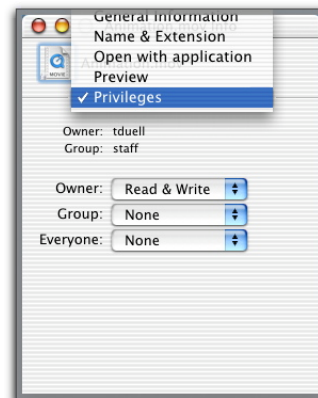 General Information
Name & Extension
Open with application
Preview
✓ Privileges
MOVIE
Owner: tduell
Group: staff
Owner: Read & Write
Group: None
Everyone: None